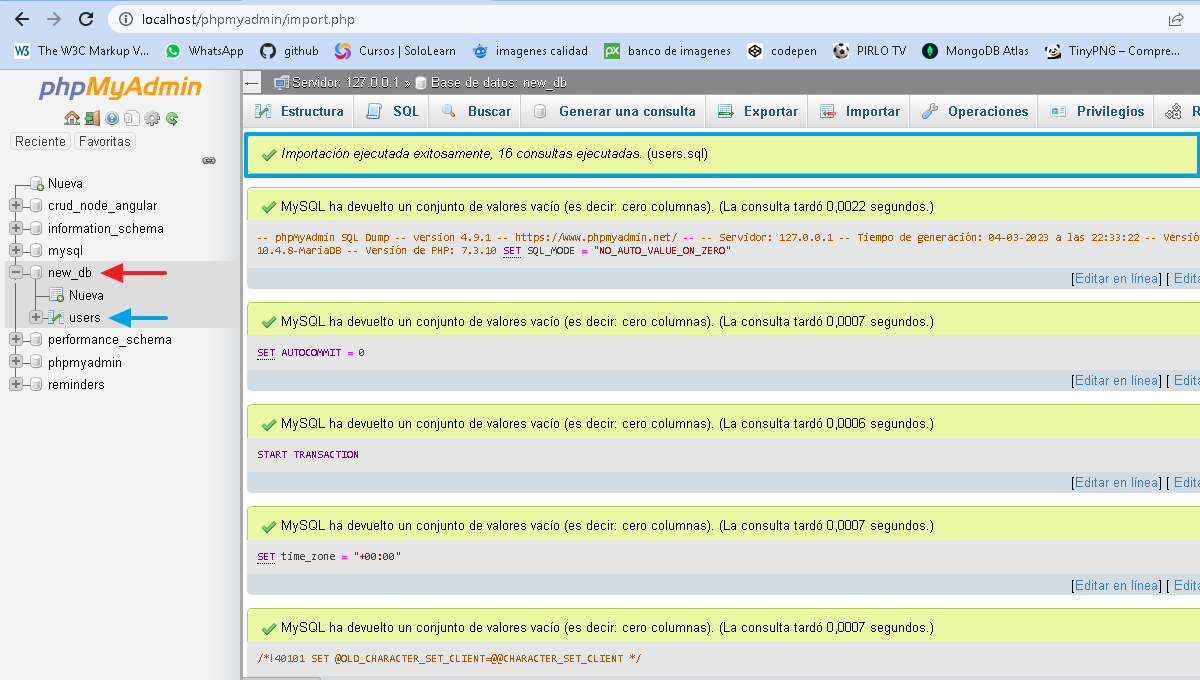 localhost/phpmyadmin/import.php
The W3C Markup V... WhatsApp github Cursos | SoloLearn imagenes calidad banco de imagenes codepen PIRLO TV MongoDB Atlas TinyPNG – Compre...
phpMyAdmin
Reciente Favoritas
Nueva
crud_node_angular
information_schema
mysql
new_db
Nueva
users
performance_schema
phpmyadmin
reminders
Servidor: 127.0.0.1 » Base de datos: new_db
Estructura SQL Buscar Generar una consulta Exportar Importar Operaciones Privilegios R
Importación ejecutada exitosamente, 16 consultas ejecutadas. (users.sql)
MySQL ha devuelto un conjunto de valores vacío (es decir: cero columnas). (La consulta tardó 0,0022 segundos.)
-- phpMyAdmin SQL Dump -- version 4.9.1 -- https://www.phpmyadmin.net/ -- -- Servidor: 127.0.0.1 -- Tiempo de generación: 04-03-2023 a las 22:33:22 -- Versió
10.4.8-MariaDB -- Versión de PHP: 7.3.10 SET SQL_MODE = "NO_AUTO_VALUE_ON_ZERO"
[Editar en línea] [ Edita
MySQL ha devuelto un conjunto de valores vacío (es decir: cero columnas). (La consulta tardó 0,0007 segundos.)
SET AUTOCOMMIT = 0
[Editar en línea] [ Edita
MySQL ha devuelto un conjunto de valores vacío (es decir: cero columnas). (La consulta tardó 0,0006 segundos.)
START TRANSACTION
[Editar en línea] [ Edita
MySQL ha devuelto un conjunto de valores vacío (es decir: cero columnas). (La consulta tardó 0,0007 segundos.)
SET time_zone = "+00:00"
[Editar en línea] [ Edita
MySQL ha devuelto un conjunto de valores vacío (es decir: cero columnas). (La consulta tardó 0,0007 segundos.)
/*!40101 SET @OLD_CHARACTER_SET_CLIENT=@@CHARACTER_SET_CLIENT */